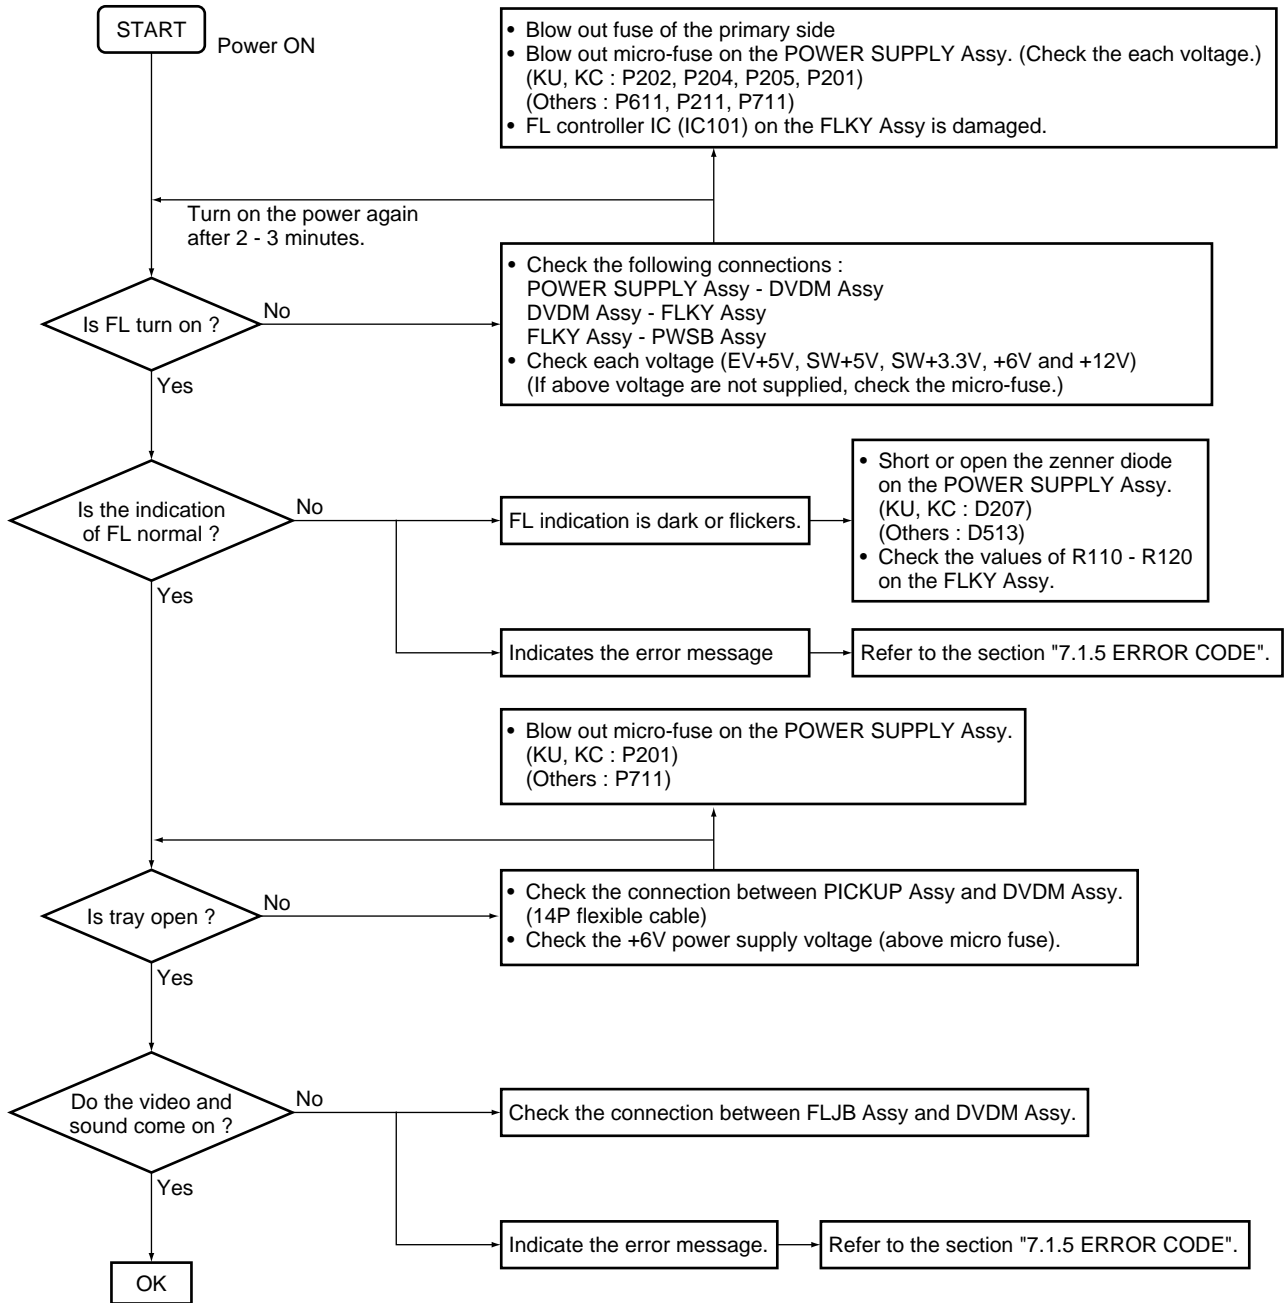 START
Power ON
• Blow out fuse of the primary side
• Blow out micro-fuse on the POWER SUPPLY Assy. (Check the each voltage.)
(KU, KC : P202, P204, P205, P201)
(Others : P611, P211, P711)
• FL controller IC (IC101) on the FLKY Assy is damaged.
Turn on the power again
after 2 - 3 minutes.
Is FL turn on ?
No
Yes
• Check the following connections :
POWER SUPPLY Assy - DVDM Assy
DVDM Assy - FLKY Assy
FLKY Assy - PWSB Assy
• Check each voltage (EV+5V, SW+5V, SW+3.3V, +6V and +12V)
(If above voltage are not supplied, check the micro-fuse.)
Is the indication
of FL normal ?
No
Yes
FL indication is dark or flickers.
• Short or open the zenner diode
on the POWER SUPPLY Assy.
(KU, KC : D207)
(Others : D513)
• Check the values of R110 - R120
on the FLKY Assy.
Indicates the error message
Refer to the section "7.1.5 ERROR CODE".
• Blow out micro-fuse on the POWER SUPPLY Assy.
(KU, KC : P201)
(Others : P711)
Is tray open ?
No
Yes
• Check the connection between PICKUP Assy and DVDM Assy.
(14P flexible cable)
• Check the +6V power supply voltage (above micro fuse).
Do the video and
sound come on ?
No
Yes
Check the connection between FLJB Assy and DVDM Assy.
Indicate the error message.
Refer to the section "7.1.5 ERROR CODE".
OK